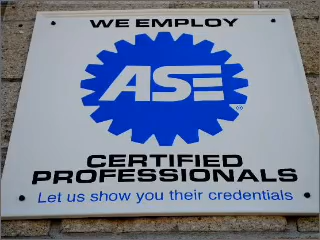 WE EMPLOY
ASE
CERTIFIED
PROFESSIONALS
Let us show you their credentials